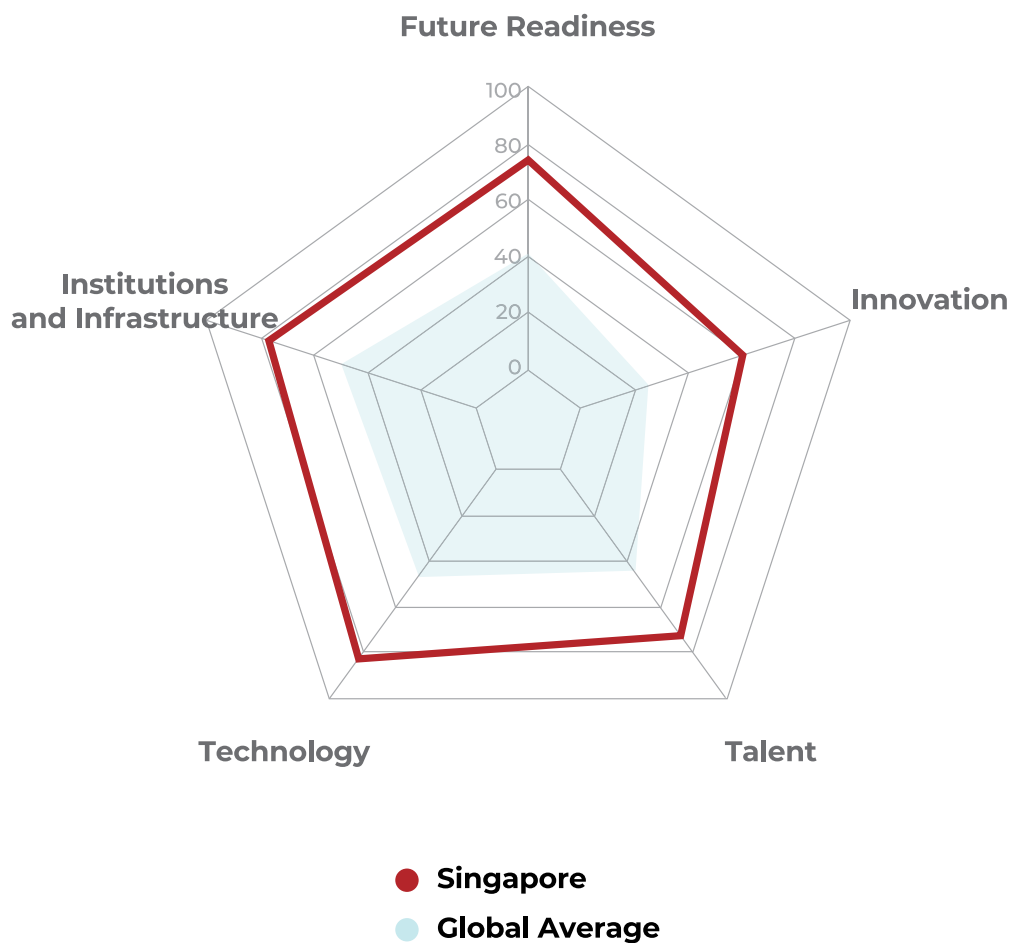 Future Readiness
100
80
60
40
20
0
Institutions
and Infrastructure
Innovation
Technology
Talent
Singapore
Global Average